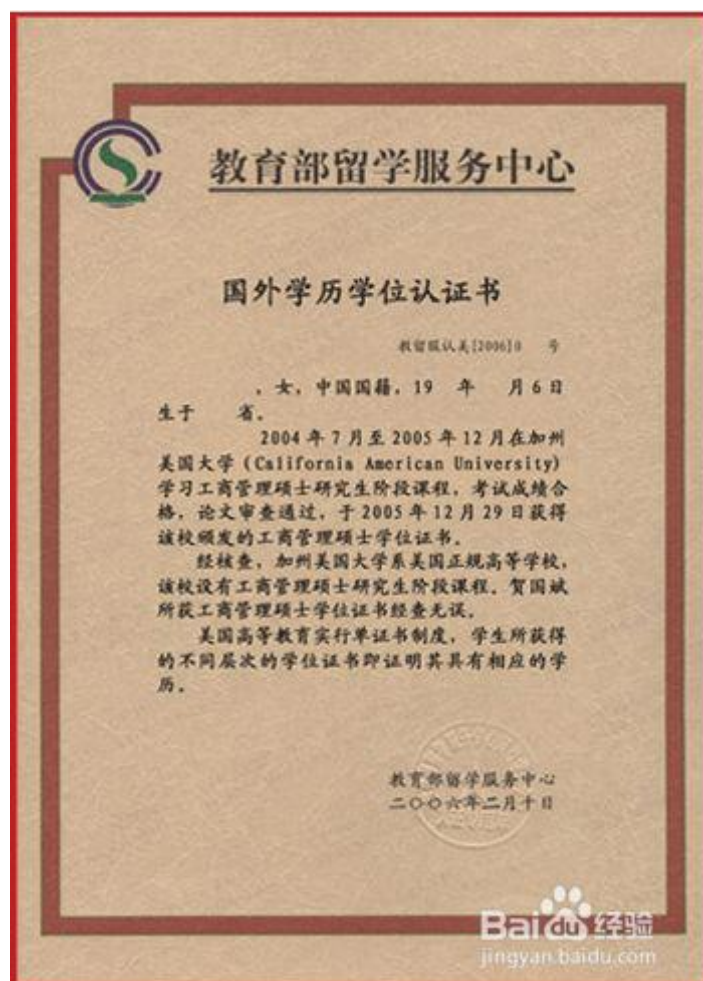 教育部留学服务中心
国外学历学位认证书
教留服认美[2006]0 号
，女，中国国籍，19 年 月6日
生于 省。
2004年7月至2005年12月在加州
美国大学（California American University）
学习工商管理硕士研究生阶段课程，考试成绩合
格，论文审查通过，于2005年12月29日获得
该校颁发的工商管理硕士学位证书。
经核查，加州美国大学系美国正规高等学校，
该校设有工商管理硕士研究生阶段课程。贺国斌
所获工商管理硕士学位证书经查无误。
美国高等教育实行单证书制度，学生所获得
的不同层次的学位证书即证明其具有相应的学
历。
教育部留学服务中心
二〇〇六年二月十日
Baidu经验
jingyan.baidu.com